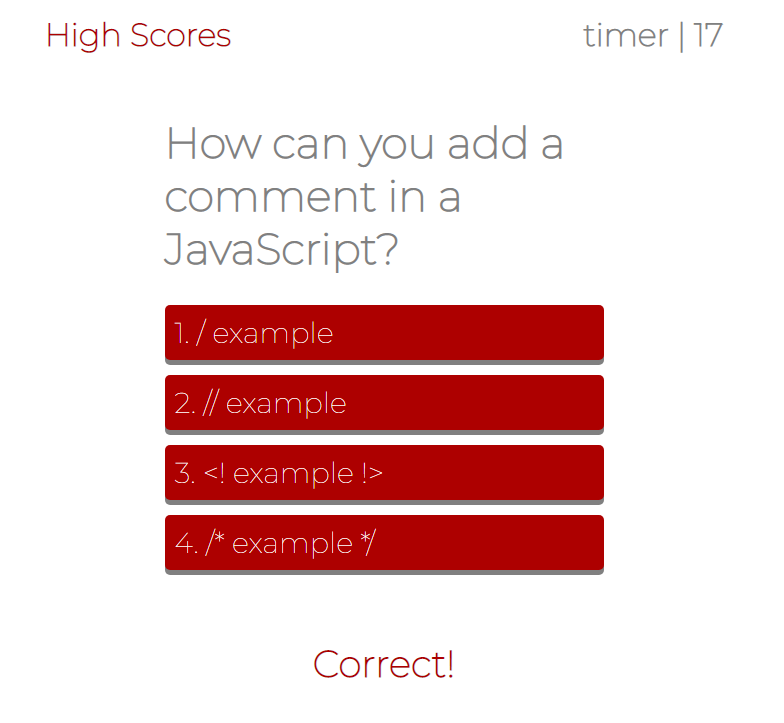 High Scores
timer | 17
How can you add a
comment in a
JavaScript?
1. / example
2. // example
3. <! example !>
4. /* example */
Correct!